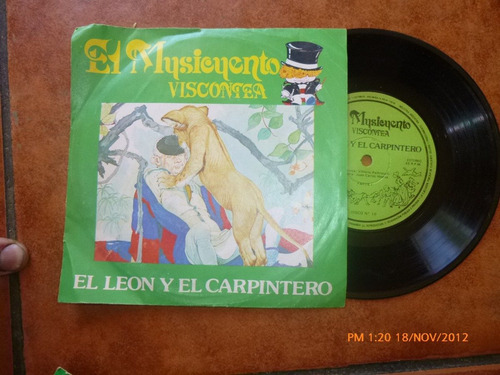 El Musicuento
VISCONTEA
EL LEON Y EL CARPINTERO
Musicuento
VISCONTEA
Y EL CARPINTERO
PM 1:20 18/NOV/2012